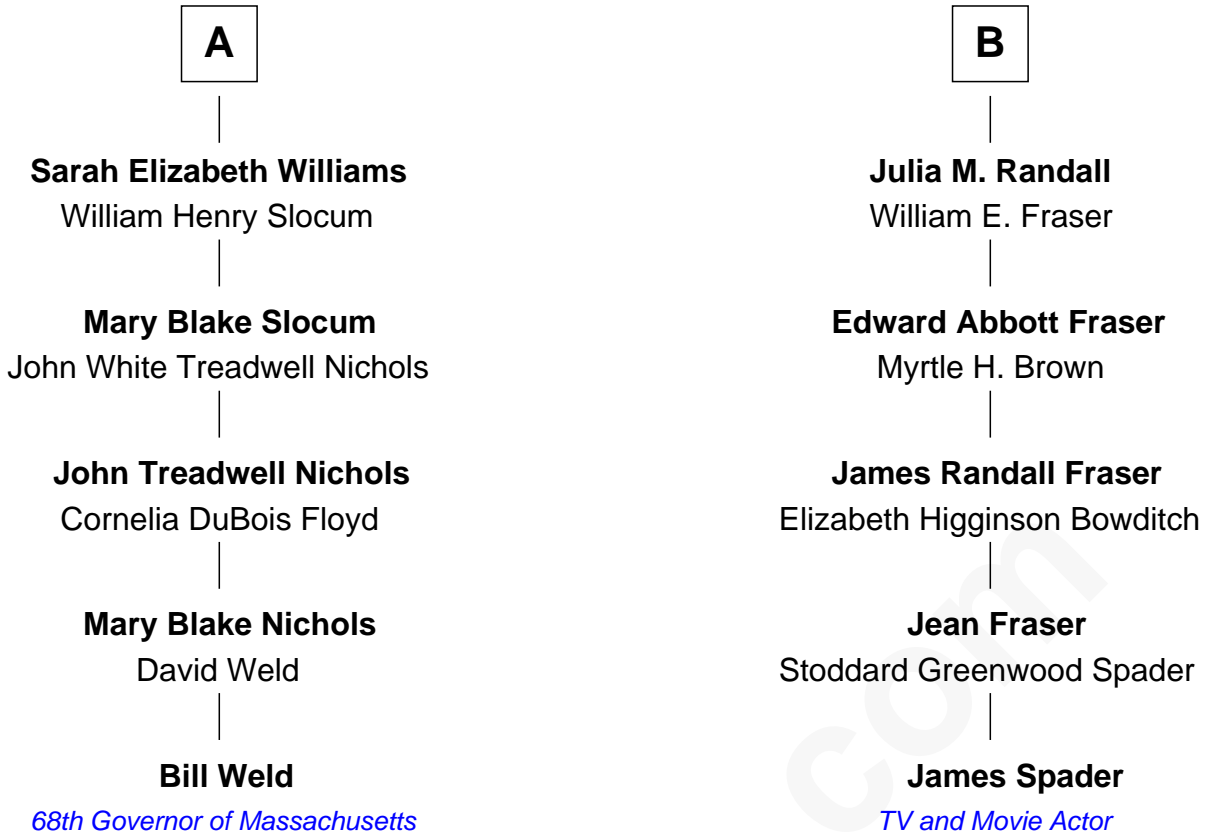 A
Sarah Elizabeth Williams
William Henry Slocum
Mary Blake Slocum
John White Treadwell Nichols
John Treadwell Nichols
Cornelia DuBois Floyd
Mary Blake Nichols
David Weld
Bill Weld
68th Governor of Massachusetts
B
Julia M. Randall
William E. Fraser
Edward Abbott Fraser
Myrtle H. Brown
James Randall Fraser
Elizabeth Higginson Bowditch
Jean Fraser
Stoddard Greenwood Spader
James Spader
TV and Movie Actor
com